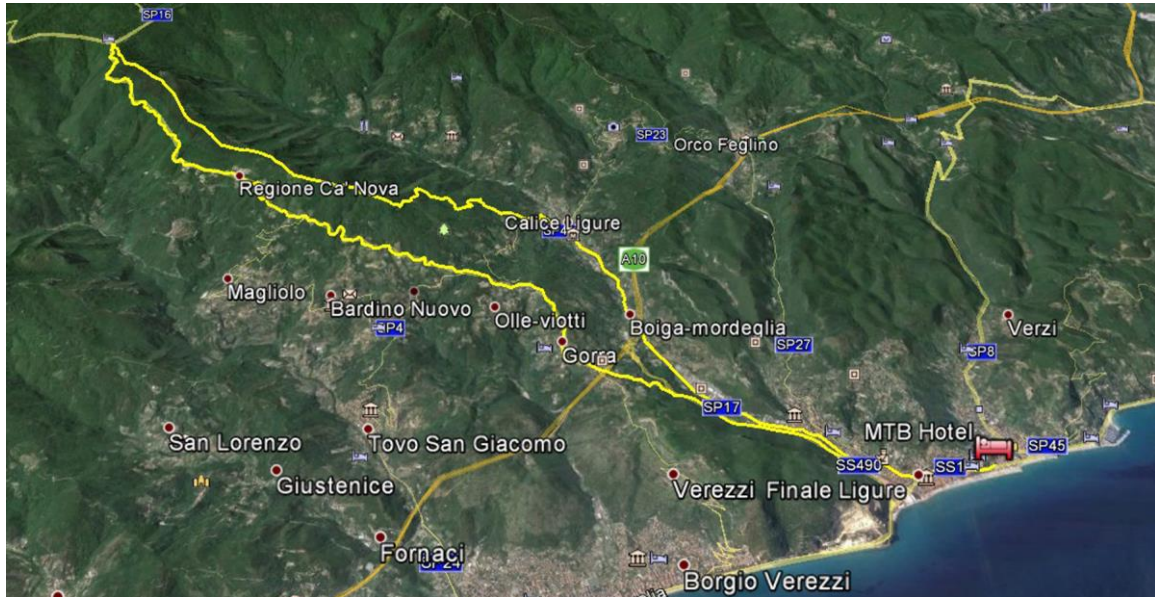 SP16
SP23
Orco Feglino
Regione Ca' Nova
Calice Ligure
SP4
A10
Magliolo
Bardino Nuovo
Olle-viotti
Boiga-mordeglia
Verzi
SP4
Gorra
SP27
SP8
SP17
San Lorenzo
Tovo San Giacomo
MTB Hotel
SP45
Giustenice
Verezzi
SS490
Finale Ligure
SS1
Fornaci
SP24
Borgio Verezzi